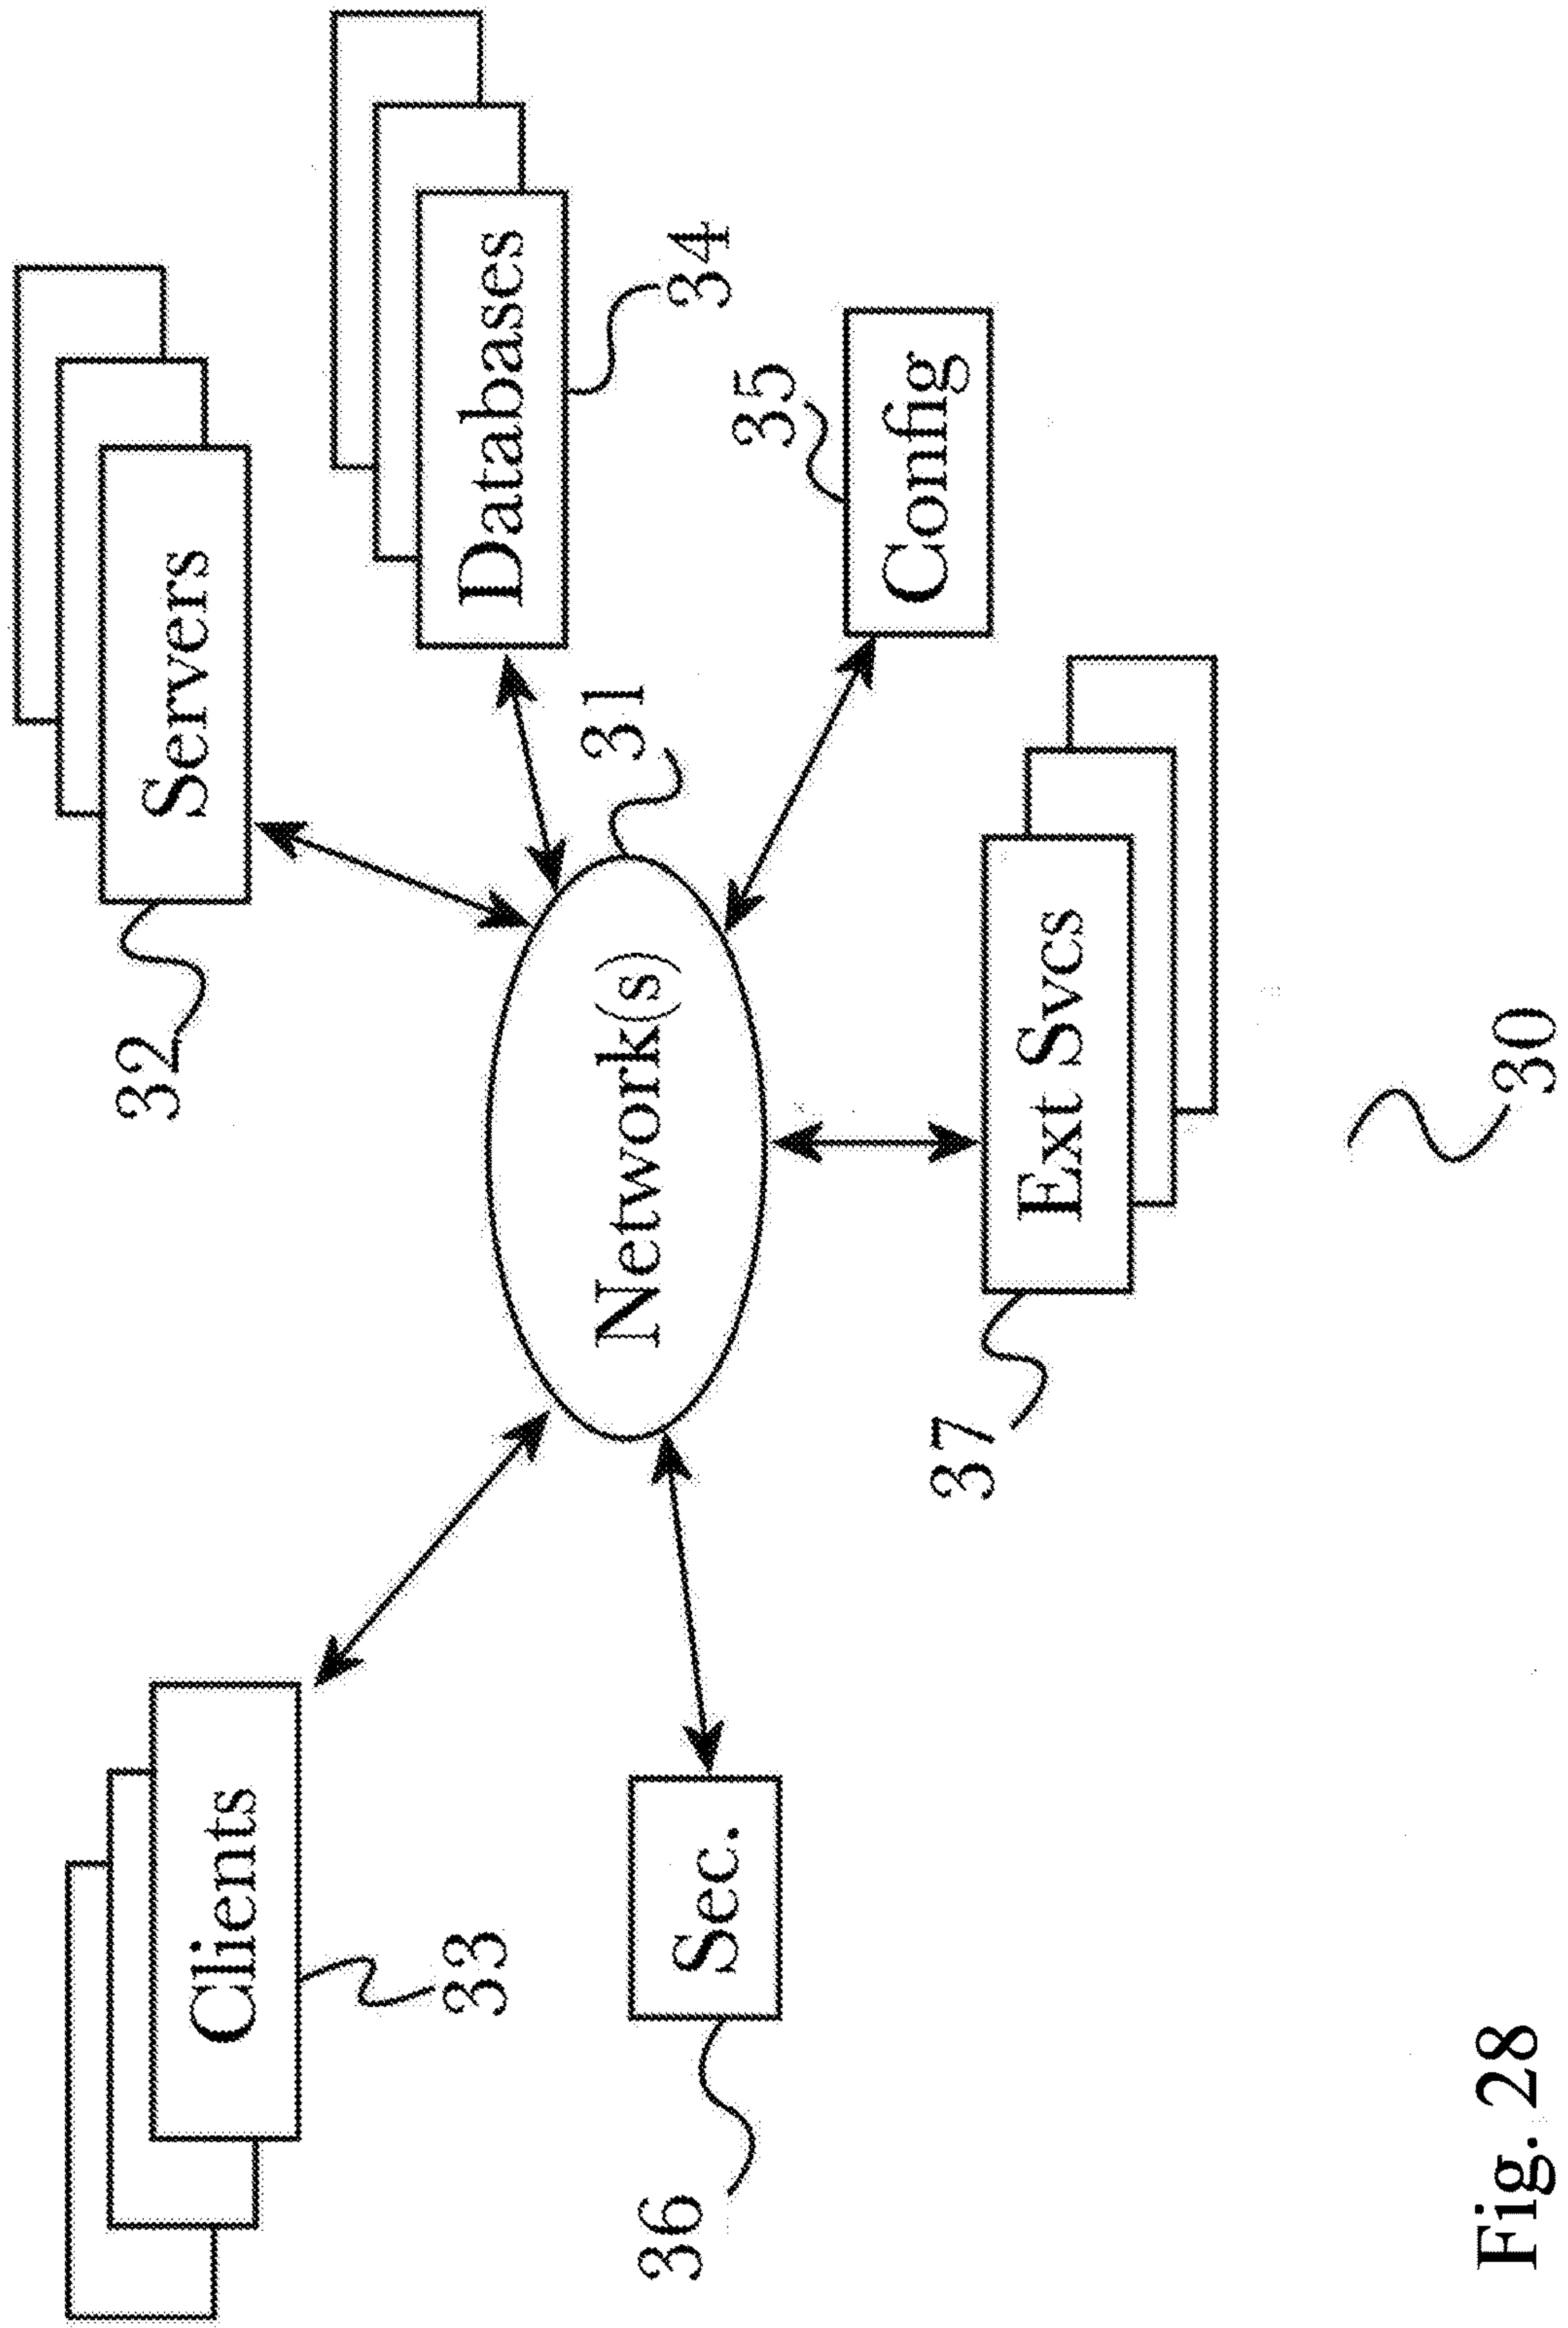 32
Servers
Clients
33
Databases
34
31
Network(s)
35
Config
36
Sec.
37
Ext Svcs
30
Fig. 28